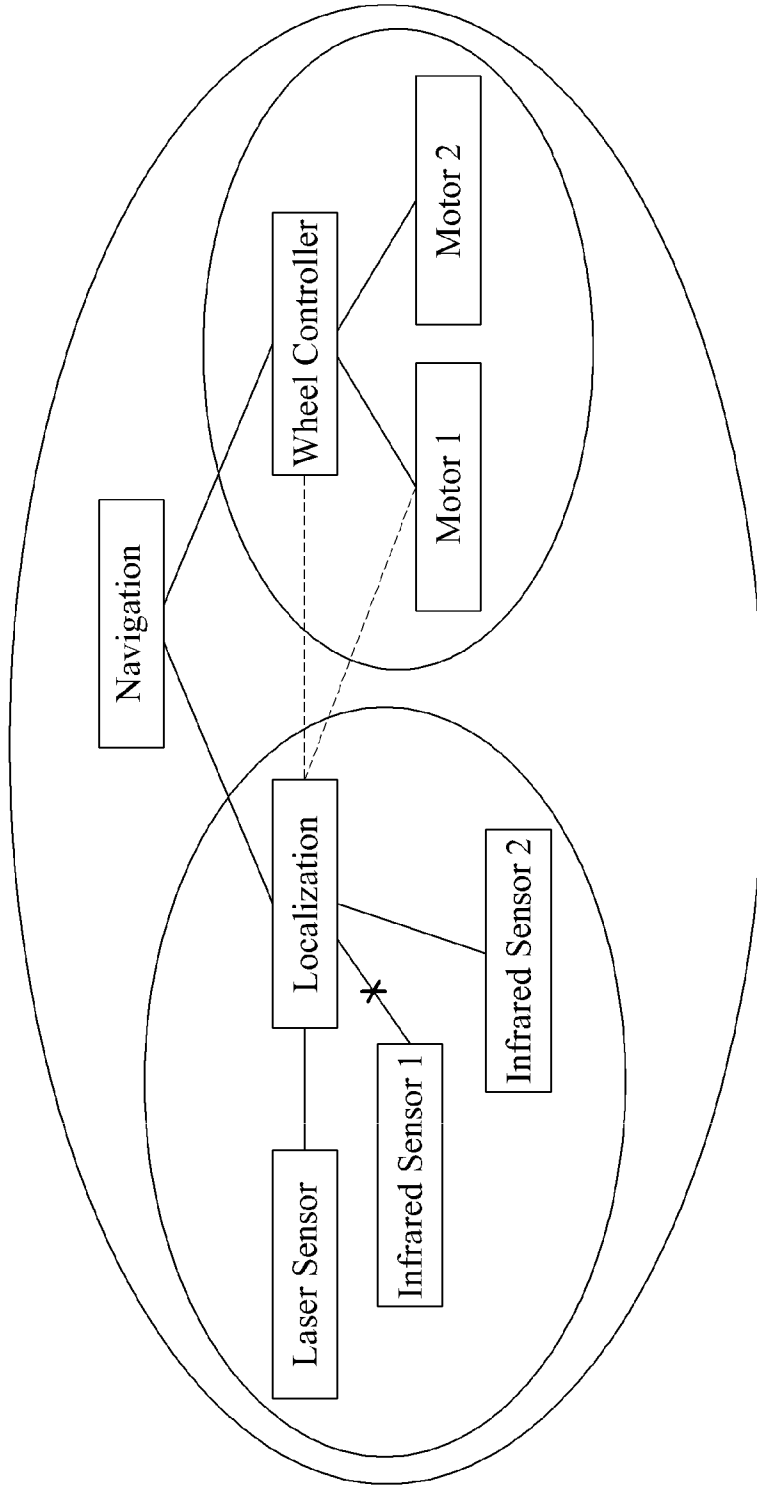 Navigation
Laser Sensor
Localization
Wheel Controller
Infrared Sensor 1
Motor 1
Motor 2
Infrared Sensor 2